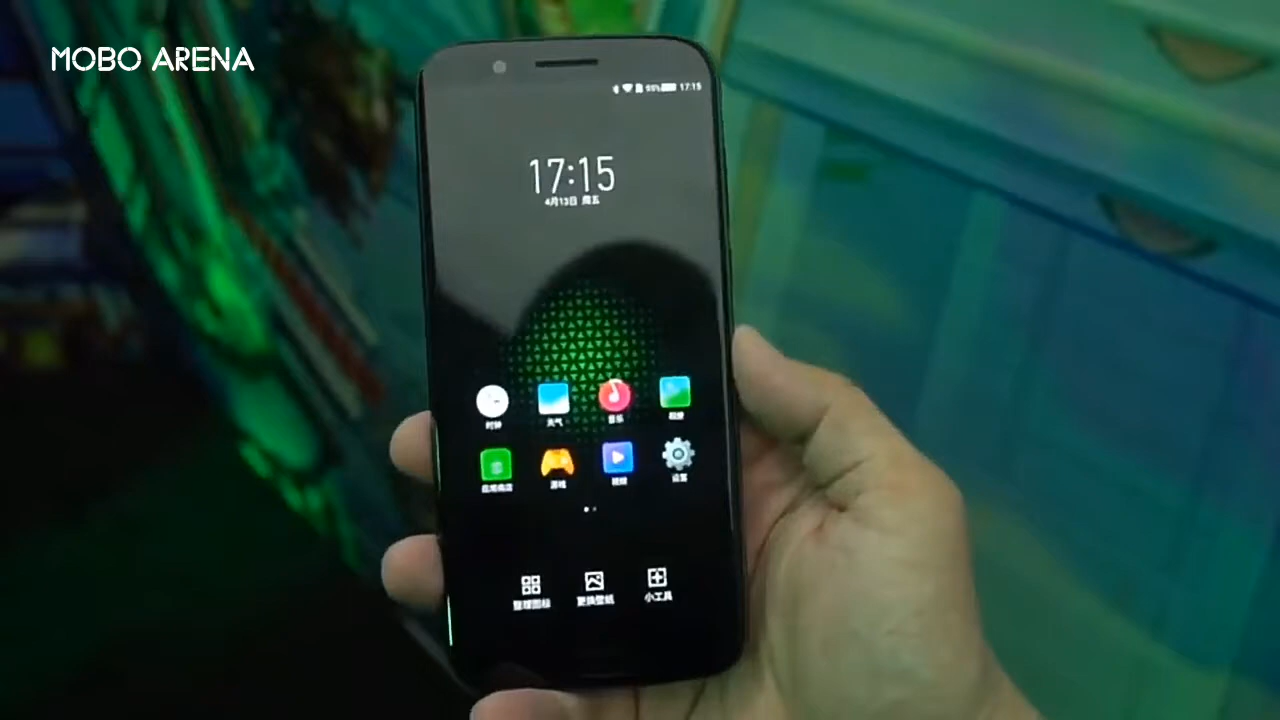 MOBO ARENA
17:15
17:15
4月13日 周五
时钟 天气 音乐 相册
应用商店 游戏 视频 设置
整理图标 更换壁纸 小工具